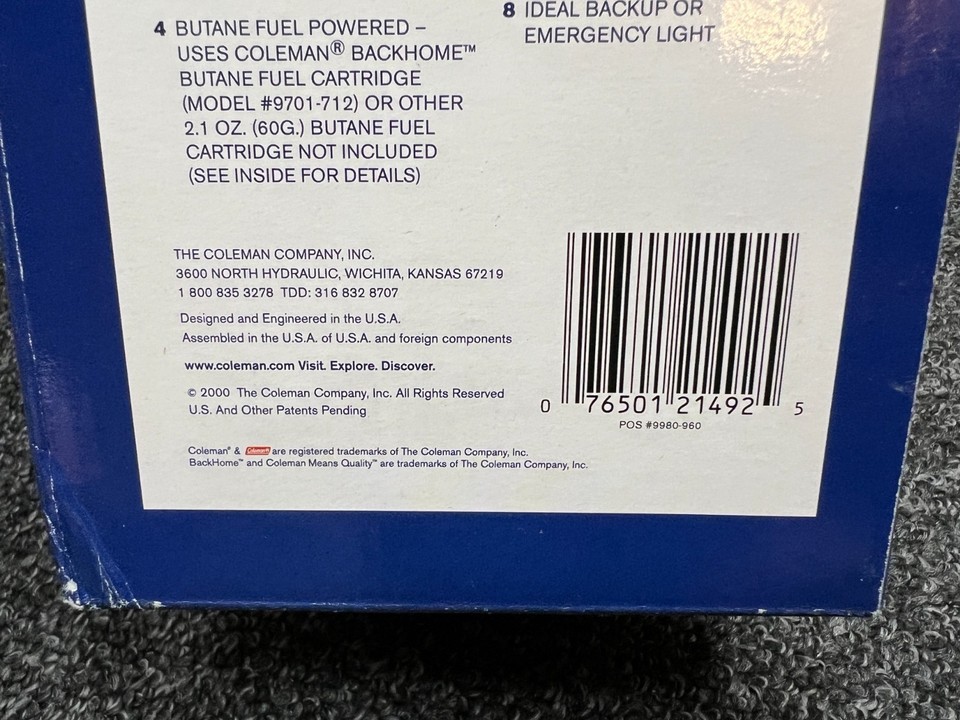 4 BUTANE FUEL POWERED –
USES COLEMAN® BACKHOME™
BUTANE FUEL CARTRIDGE
(MODEL #9701-712) OR OTHER
2.1 OZ. (60G.) BUTANE FUEL
CARTRIDGE NOT INCLUDED
(SEE INSIDE FOR DETAILS)
8 IDEAL BACKUP OR
EMERGENCY LIGHT
THE COLEMAN COMPANY, INC.
3600 NORTH HYDRAULIC, WICHITA, KANSAS 67219
1 800 835 3278 TDD: 316 832 8707
Designed and Engineered in the U.S.A.
Assembled in the U.S.A. of U.S.A. and foreign components
www.coleman.com Visit. Explore. Discover.
© 2000 The Coleman Company, Inc. All Rights Reserved
U.S. And Other Patents Pending
Coleman® & Coleman® are registered trademarks of The Coleman Company, Inc.
BackHome™ and Coleman Means Quality™ are trademarks of The Coleman Company, Inc.
0 76501 21492 5
POS #9980-960